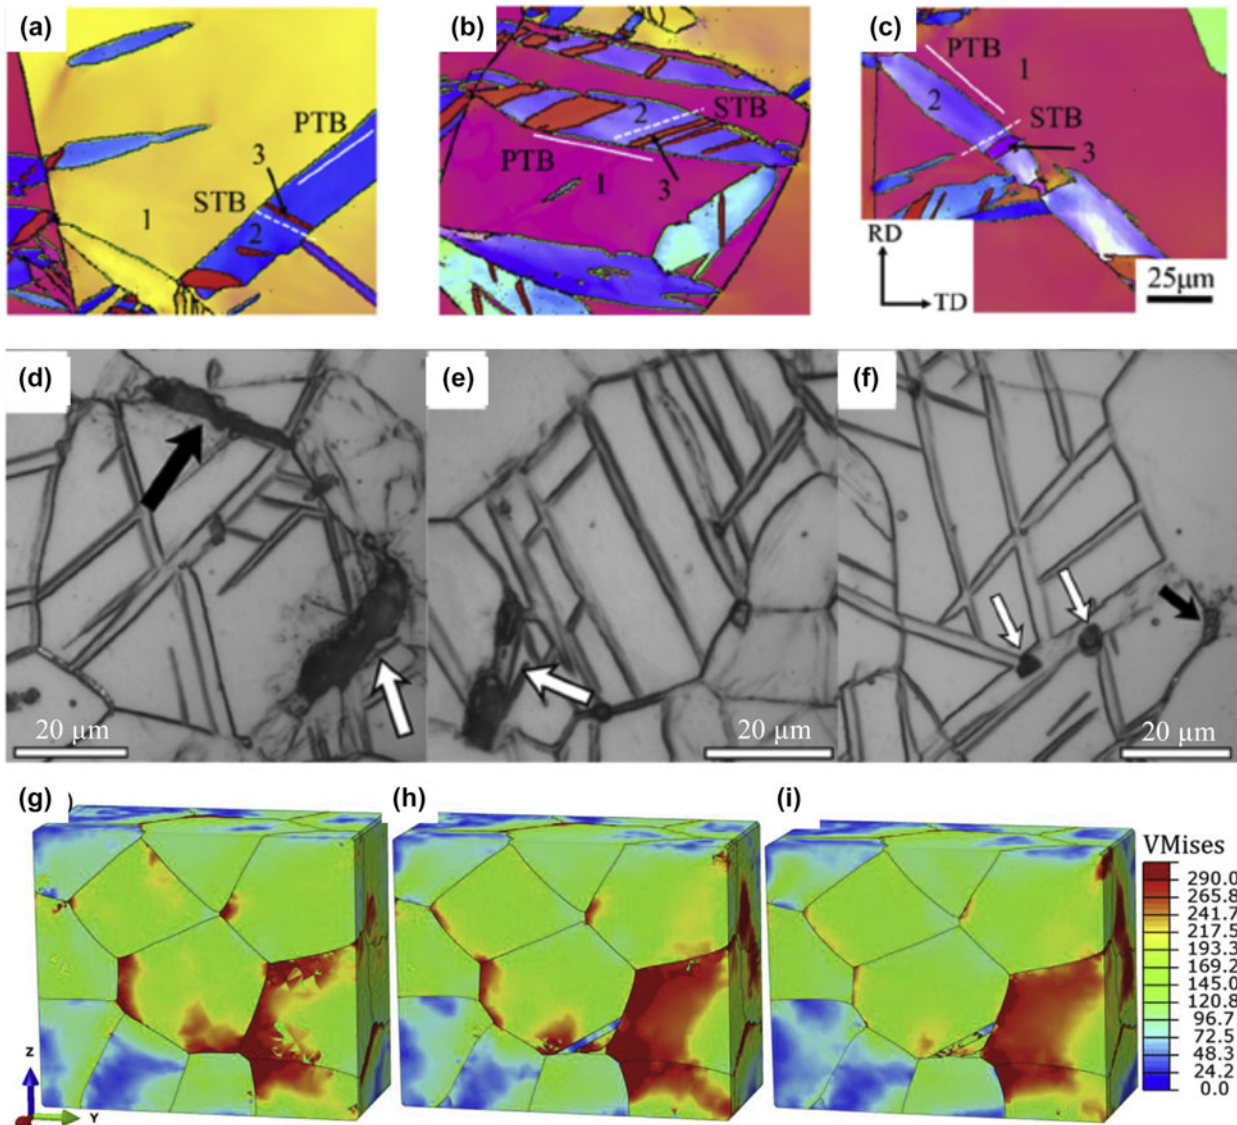 (a)
PTB
3
STB
2
1
(b)
2
STB
PTB
1
3
(c)
PTB
1
2
STB
3
RD
TD
25μm
(d)
20 μm
(e)
20 μm
(f)
20 μm
(g) )
(h)
(i)
VMises
290.0
265.8
241.7
217.5
193.3
169.2
145.0
120.8
96.7
72.5
48.3
24.2
0.0
Z
Y